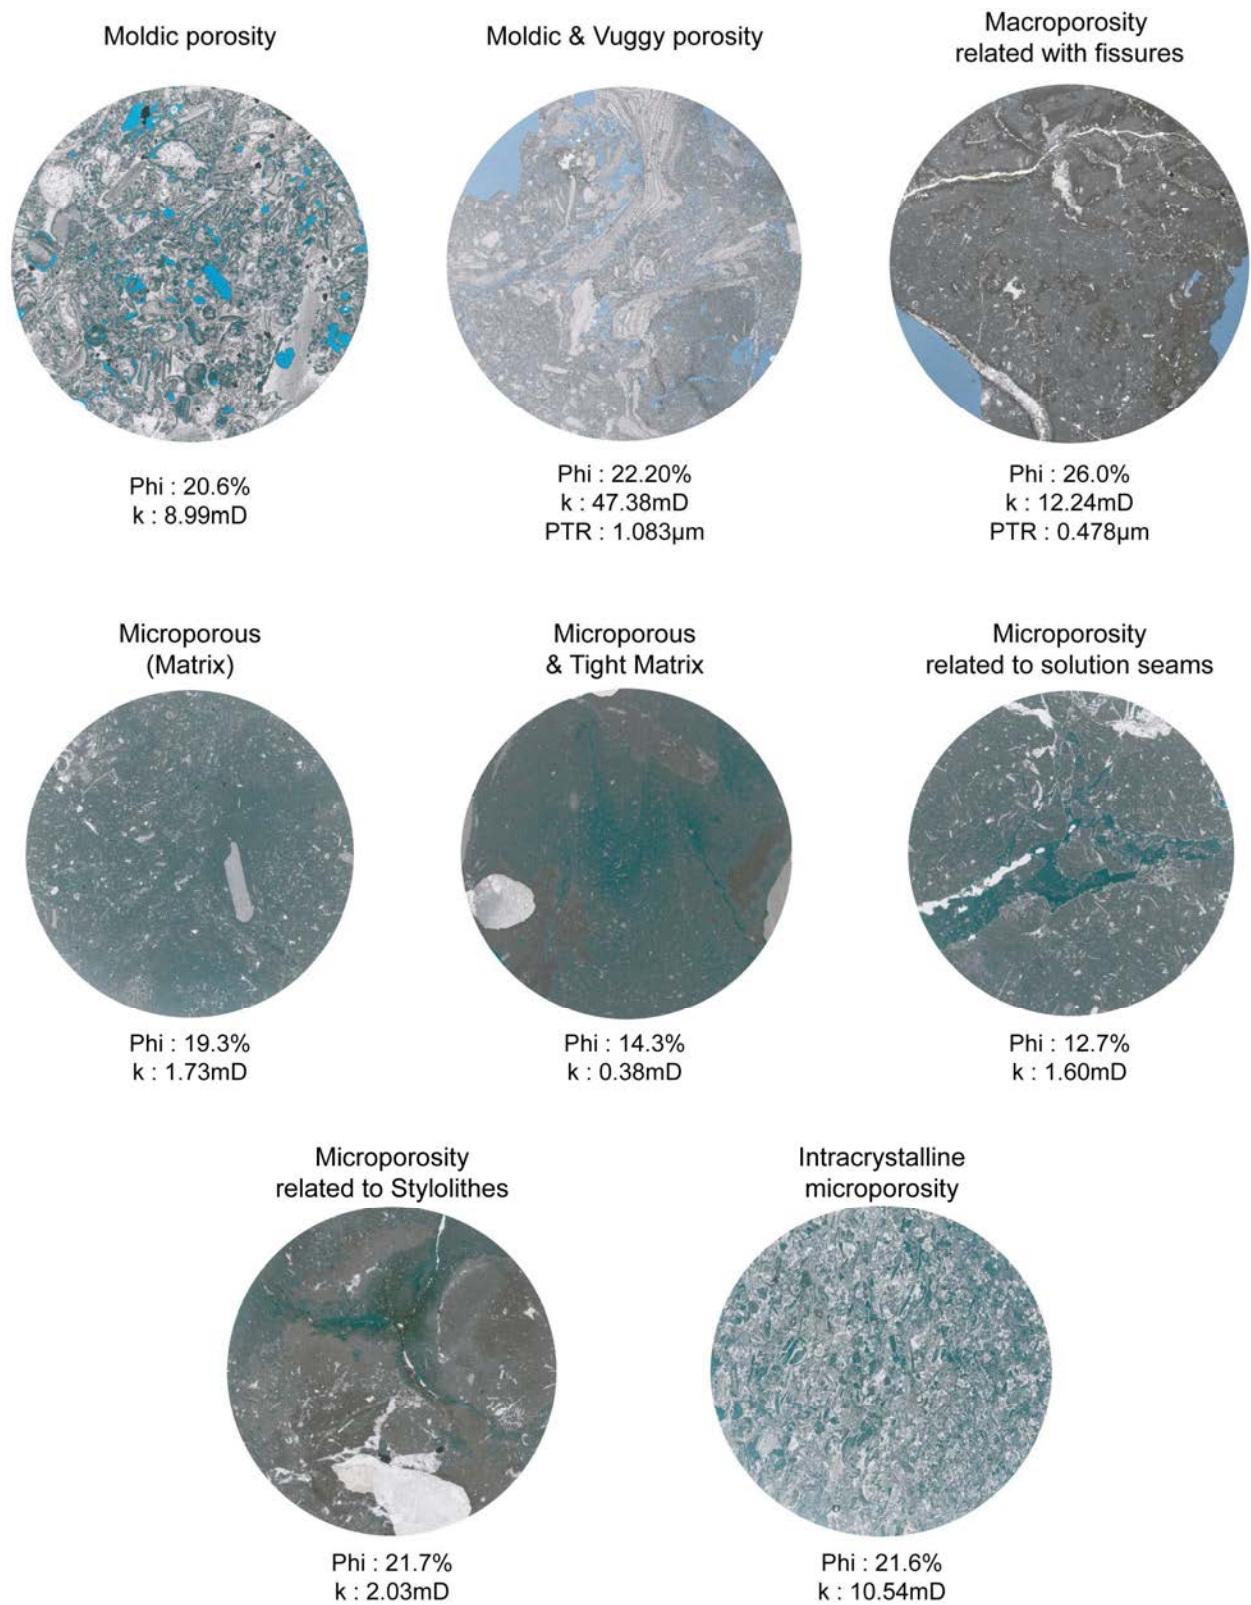 Moldic porosity
Moldic & Vuggy porosity
Macroporosity
related with fissures
Phi : 20.6%
k : 8.99mD
Phi : 22.20%
k : 47.38mD
PTR : 1.083µm
Phi : 26.0%
k : 12.24mD
PTR : 0.478µm
Microporous
(Matrix)
Microporous
& Tight Matrix
Microporosity
related to solution seams
Phi : 19.3%
k : 1.73mD
Phi : 14.3%
k : 0.38mD
Phi : 12.7%
k : 1.60mD
Microporosity
related to Stylolithes
Intracrystalline
microporosity
Phi : 21.7%
k : 2.03mD
Phi : 21.6%
k : 10.54mD